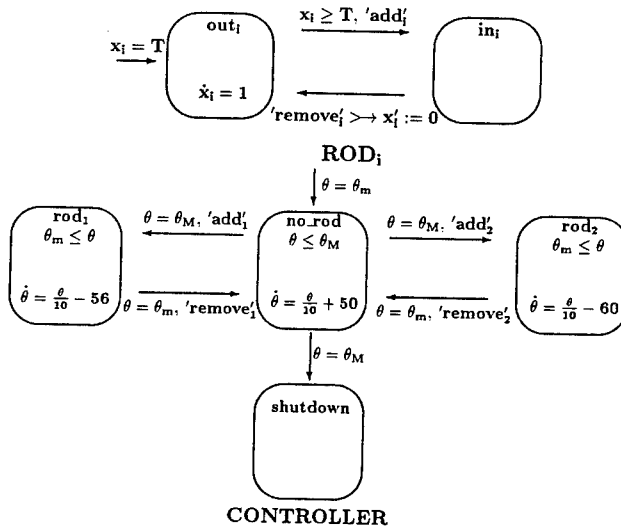 out_i
x_i = T
ẋ_i = 1
x_i ≥ T, 'add'_i
in_i
'remove'_i >→ x'_i := 0
ROD_i
θ = θ_m
rod_1
θ_m ≤ θ
θ̇ = θ/10 − 56
θ = θ_M, 'add'_1
θ = θ_m, 'remove'_1
no_rod
θ ≤ θ_M
θ̇ = θ/10 + 50
θ = θ_M, 'add'_2
θ = θ_m, 'remove'_2
rod_2
θ_m ≤ θ
θ̇ = θ/10 − 60
θ = θ_M
shutdown
CONTROLLER